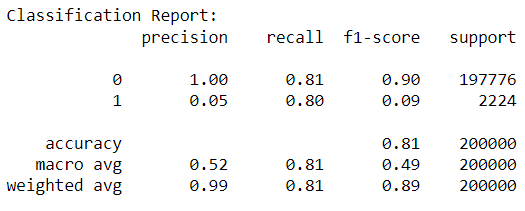 Classification Report:
precision recall f1-score support
0 1.00 0.81 0.90 197776
1 0.05 0.80 0.09 2224
accuracy 0.81 200000
macro avg 0.52 0.81 0.49 200000
weighted avg 0.99 0.81 0.89 200000